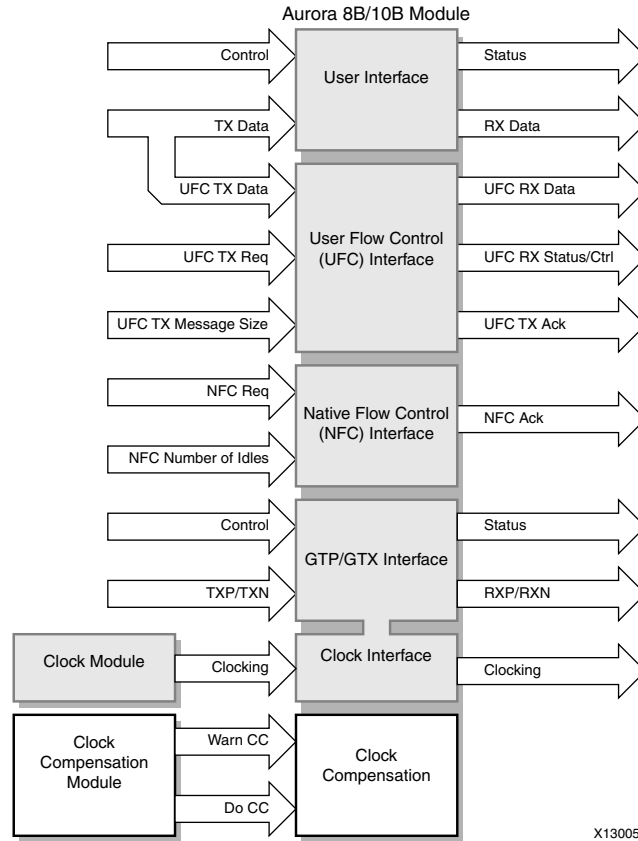 Aurora 8B/10B Module
Control
User Interface
Status
TX Data
RX Data
UFC TX Data
UFC RX Data
UFC TX Req
User Flow Control
(UFC) Interface
UFC RX Status/Ctrl
UFC TX Message Size
UFC TX Ack
NFC Req
Native Flow Control
(NFC) Interface
NFC Ack
NFC Number of Idles
Control
Status
GTP/GTX Interface
TXP/TXN
RXP/RXN
Clock Module
Clocking
Clock Interface
Clocking
Clock
Compensation
Module
Warn CC
Do CC
Clock
Compensation
X13005